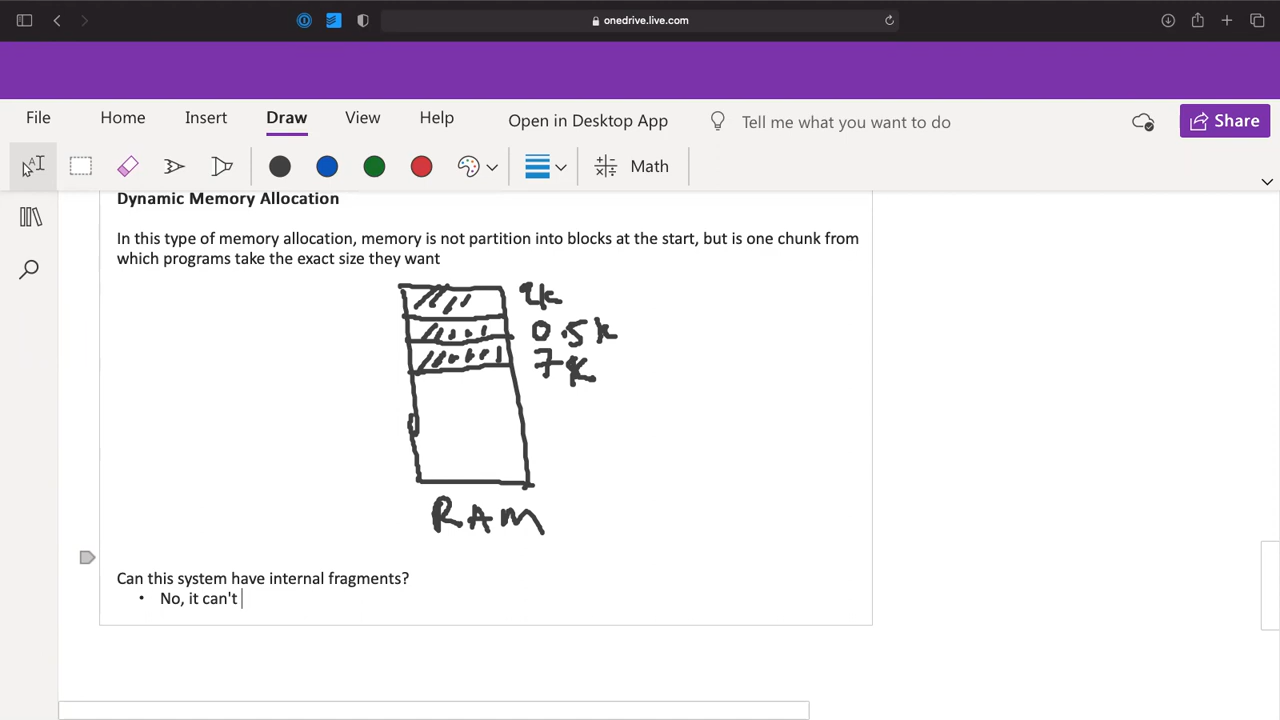 onedrive.live.com
File Home Insert Draw View Help Open in Desktop App Tell me what you want to do Share
Math
Dynamic Memory Allocation
In this type of memory allocation, memory is not partition into blocks at the start, but is one chunk from
which programs take the exact size they want
0.5k
7k
RAM
Can this system have internal fragments?
• No, it can't